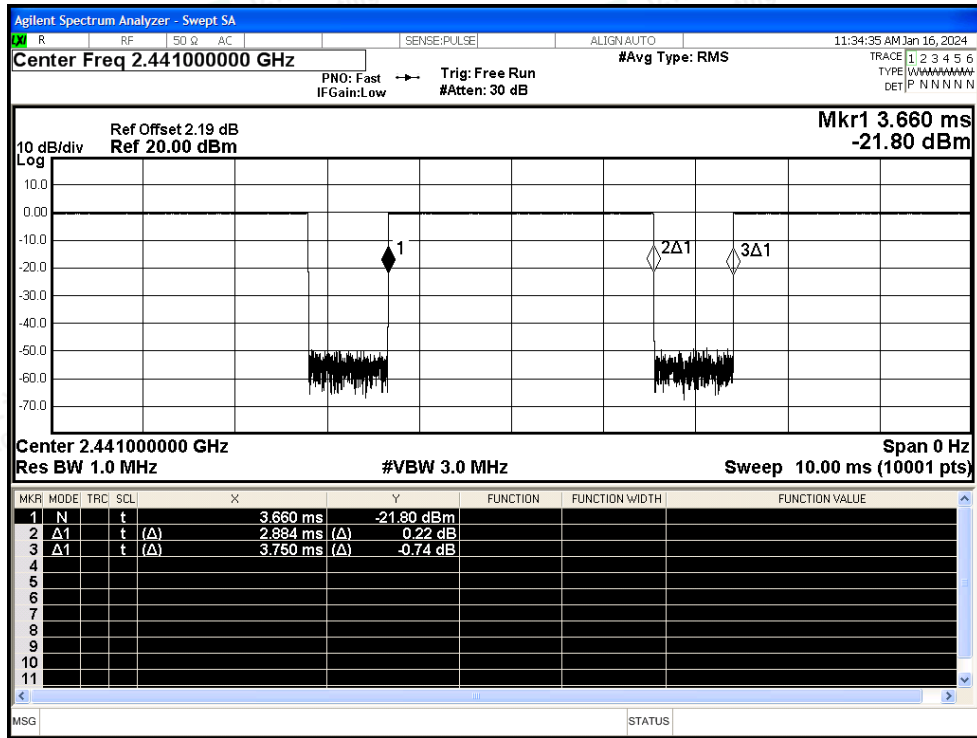 Agilent Spectrum Analyzer - Swept SA
LXI R RF 50 Ω AC SENSE:PULSE ALIGN AUTO 11:34:35 AM Jan 16, 2024
Center Freq 2.441000000 GHz
PNO: Fast
IFGain:Low
Trig: Free Run
#Atten: 30 dB
#Avg Type: RMS
TRACE 1 2 3 4 5 6
TYPE
DET P N N N N N
Mkr1 3.660 ms
-21.80 dBm
Ref Offset 2.19 dB
10 dB/div Ref 20.00 dBm
Log
10.0
0.00
-10.0
-20.0
-30.0
-40.0
-50.0
-60.0
-70.0
1
2Δ1
3Δ1
Center 2.441000000 GHz Span 0 Hz
Res BW 1.0 MHz #VBW 3.0 MHz Sweep 10.00 ms (10001 pts)
MKR MODE TRC SCL X Y FUNCTION FUNCTION WIDTH FUNCTION VALUE
1 N t 3.660 ms -21.80 dBm
2 Δ1 t (Δ) 2.884 ms (Δ) 0.22 dB
3 Δ1 t (Δ) 3.750 ms (Δ) -0.74 dB
4
5
6
7
8
9
10
11
MSG STATUS